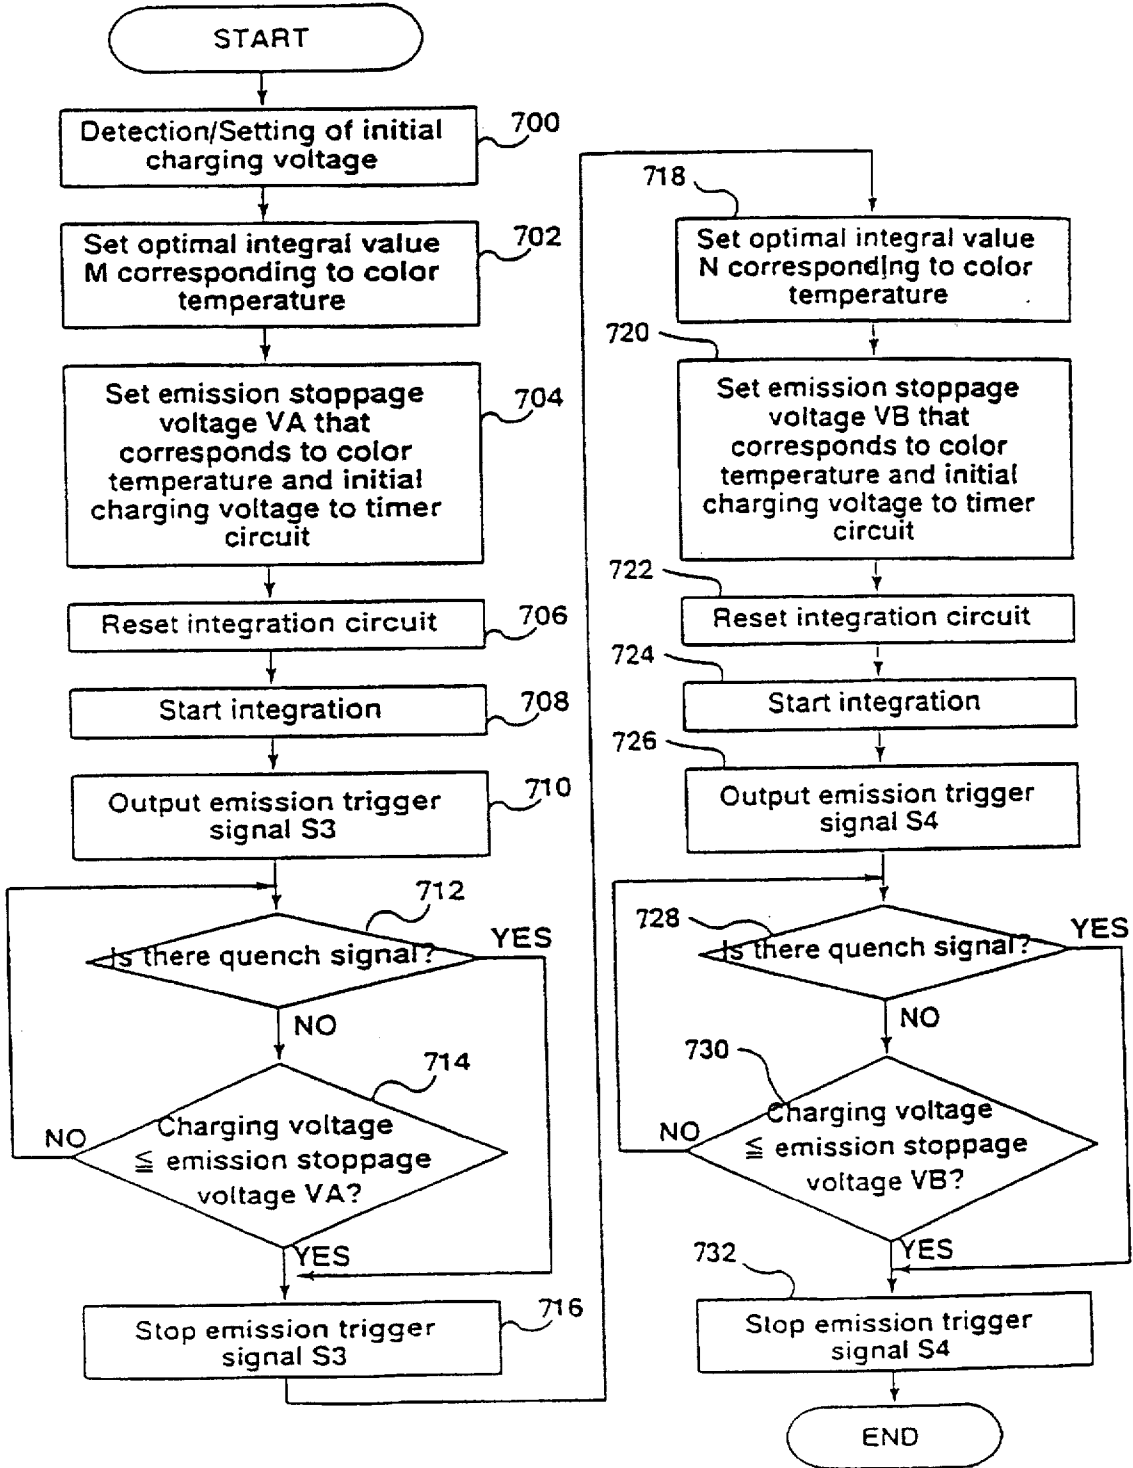 START
Detection/Setting of initial
charging voltage
700
Set optimal integral value
M corresponding to color
temperature
702
Set emission stoppage
voltage VA that
corresponds to color
temperature and initial
charging voltage to timer
circuit
704
Reset integration circuit
706
Start integration
708
Output emission trigger
signal S3
710
712
Is there quench signal?
YES
NO
714
Charging voltage
≦ emission stoppage
voltage VA?
NO
YES
Stop emission trigger
signal S3
716
718
Set optimal integral value
N corresponding to color
temperature
720
Set emission stoppage
voltage VB that
corresponds to color
temperature and initial
charging voltage to timer
circuit
722
Reset integration circuit
724
Start integration
726
Output emission trigger
signal S4
728
Is there quench signal?
YES
NO
730
Charging voltage
≦ emission stoppage
voltage VB?
NO
YES
732
Stop emission trigger
signal S4
END